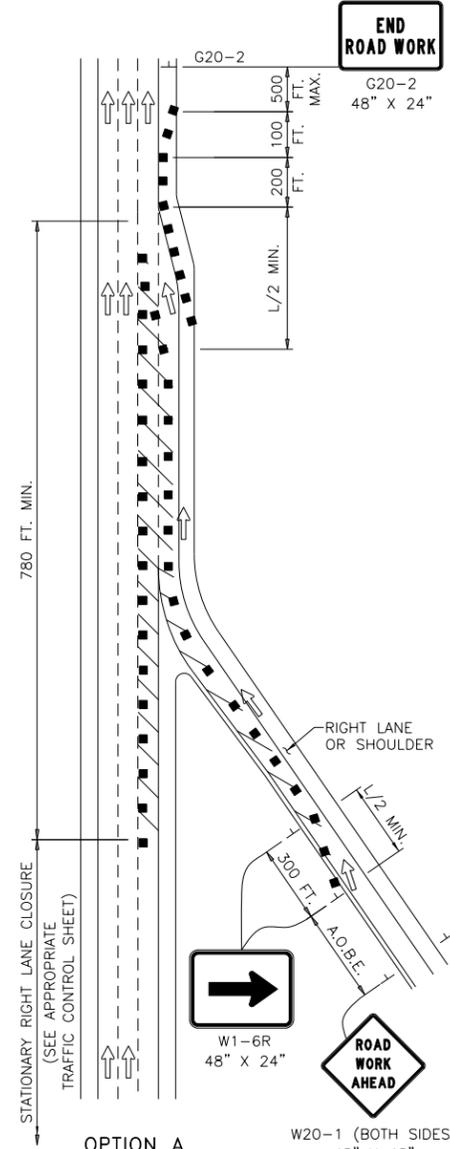 END
ROAD WORK
G20-2
G20-2
48" X 24"
500
FT.
MAX.
100
FT.
200
FT.
L/2 MIN.
780 FT. MIN.
RIGHT LANE
OR SHOULDER
L/2 MIN.
300 FT.
A.O.B.E.
STATIONARY RIGHT LANE CLOSURE
(SEE APPROPRIATE
TRAFFIC CONTROL SHEET)
W1-6R
48" X 24"
ROAD
WORK
AHEAD
W20-1 (BOTH SIDES
OPTION A